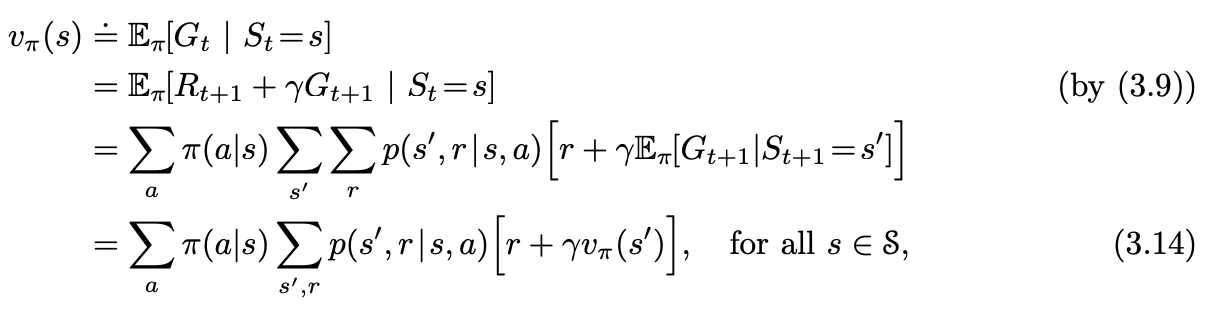 v_π(s) ≐ 𝔼_π[G_t | S_t=s]
= 𝔼_π[R_{t+1} + γG_{t+1} | S_t=s] (by (3.9))
= ∑_a π(a|s) ∑_{s′} ∑_r p(s′, r|s, a)[r + γ𝔼_π[G_{t+1}|S_{t+1}=s′]]
= ∑_a π(a|s) ∑_{s′,r} p(s′, r|s, a)[r + γv_π(s′)], for all s ∈ 𝒮, (3.14)